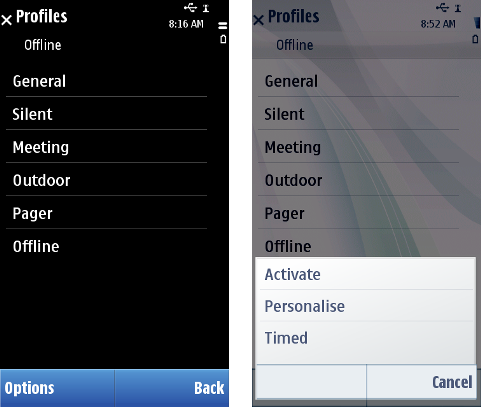 Profiles
8:16 AM
Offline
General
Silent
Meeting
Outdoor
Pager
Offline
Options
Back
Profiles
8:52 AM
Offline
General
Silent
Meeting
Outdoor
Pager
Offline
Activate
Personalise
Timed
Cancel